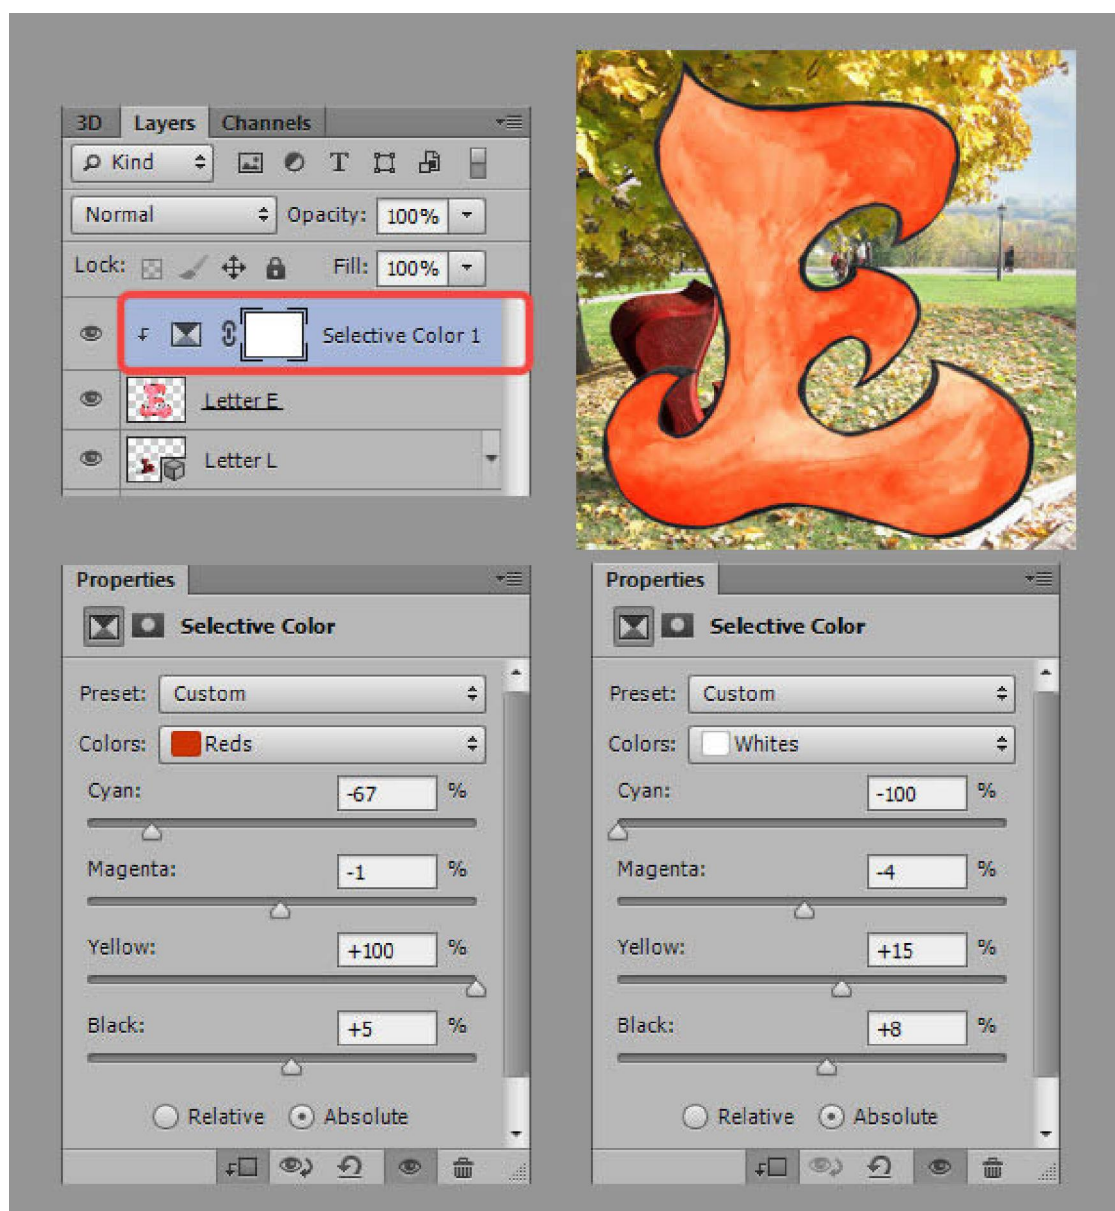 3D Layers Channels
Kind T
Normal Opacity: 100%
Lock: Fill: 100%
Selective Color 1
Letter E
Letter L
E
Properties
Selective Color
Preset: Custom
Colors: Reds
Cyan: -67 %
Magenta: -1 %
Yellow: +100 %
Black: +5 %
Relative Absolute
Properties
Selective Color
Preset: Custom
Colors: Whites
Cyan: -100 %
Magenta: -4 %
Yellow: +15 %
Black: +8 %
Relative Absolute